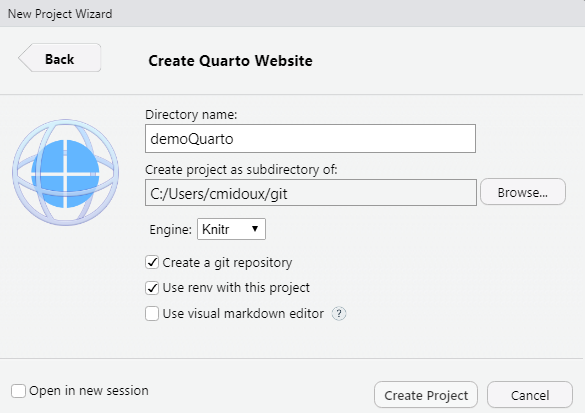 New Project Wizard
Back
Create Quarto Website
Directory name:
demoQuarto
Create project as subdirectory of:
C:/Users/cmidoux/git
Browse...
Engine: Knitr
Create a git repository
Use renv with this project
Use visual markdown editor ?
Open in new session
Create Project
Cancel